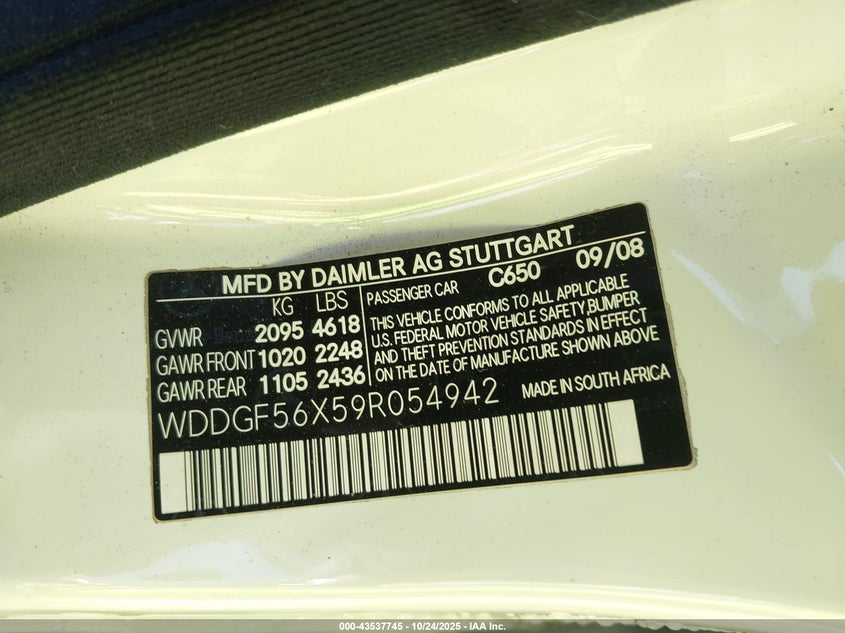 MFD BY DAIMLER AG STUTTGART
C650 09/08
KG LBS
GVWR 2095 4618
GAWR FRONT 1020 2248
GAWR REAR 1105 2436
PASSENGER CAR
THIS VEHICLE CONFORMS TO ALL APPLICABLE
U.S. FEDERAL MOTOR VEHICLE SAFETY,BUMPER
AND THEFT PREVENTION STANDARDS IN EFFECT
ON THE DATE OF MANUFACTURE SHOWN ABOVE
WDDGF56X59R054942
MADE IN SOUTH AFRICA
000-43537745 - 10/24/2025 - IAA Inc.